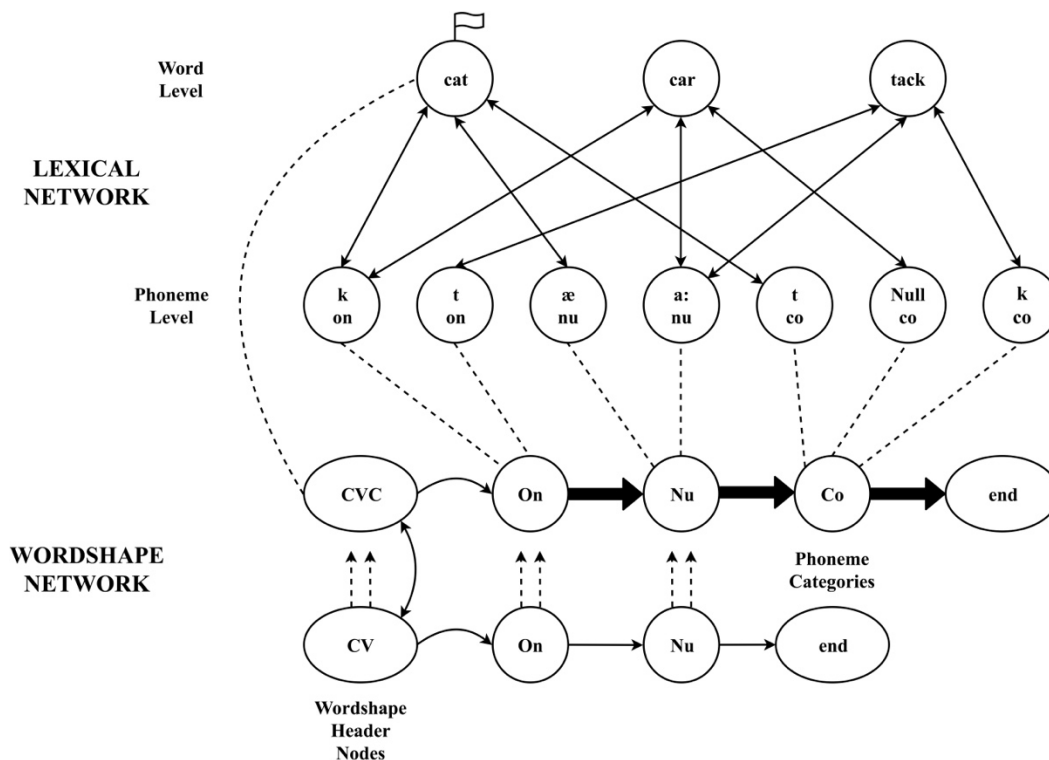 Word
Level
cat
car
tack
LEXICAL
NETWORK
Phoneme
Level
k
on
t
on
æ
nu
a:
nu
t
co
Null
co
k
co
CVC
On
Nu
Co
end
WORDSHAPE
NETWORK
Phoneme
Categories
CV
On
Nu
end
Wordshape
Header
Nodes